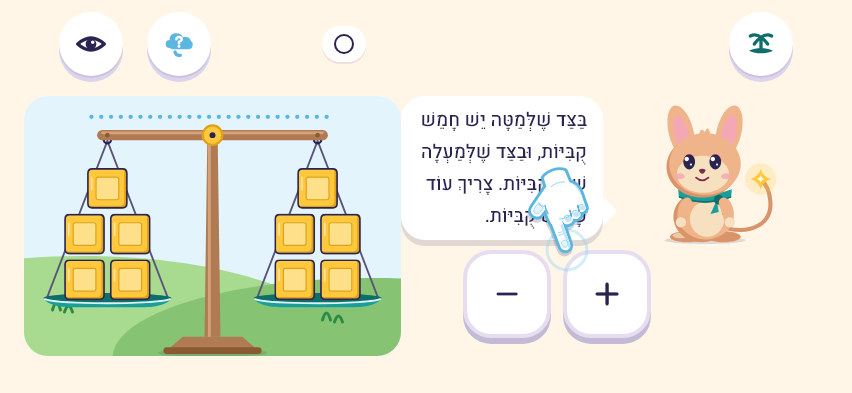 בַּצַּד שֶׁלְּמַטָּה יֵשׁ חָמֵשׁ
קֻבִּיּוֹת, וּבַצַּד שֶׁלְּמַעְלָה
קֻבִּיּוֹת. צָרִיךְ עוֹד
קֻבִּיּוֹת.